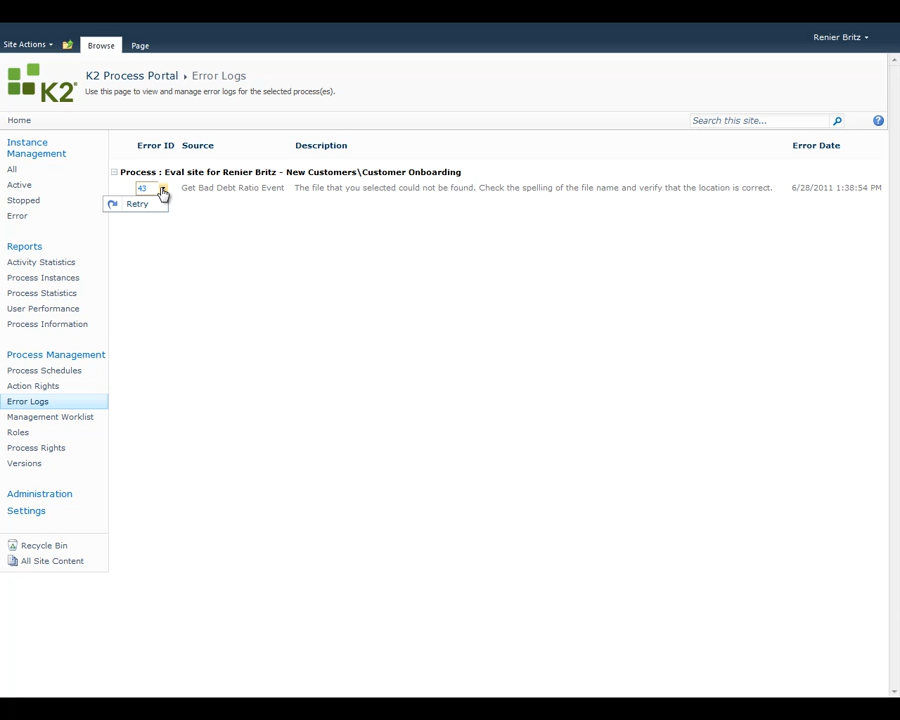 Site Actions
Browse
Page
Renier Britz
K2
K2 Process Portal
Error Logs
Use this page to view and manage error logs for the selected process(es).
Home
Search this site...
Instance Management
All
Active
Stopped
Error
Reports
Activity Statistics
Process Instances
Process Statistics
User Performance
Process Information
Process Management
Process Schedules
Action Rights
Error Logs
Management Worklist
Roles
Process Rights
Versions
Administration
Settings
Recycle Bin
All Site Content
Error ID Source Description Error Date
Process : Eval site for Renier Britz - New Customers\Customer Onboarding
43 Get Bad Debt Ratio Event The file that you selected could not be found. Check the spelling of the file name and verify that the location is correct. 6/28/2011 1:38:54 PM
Retry